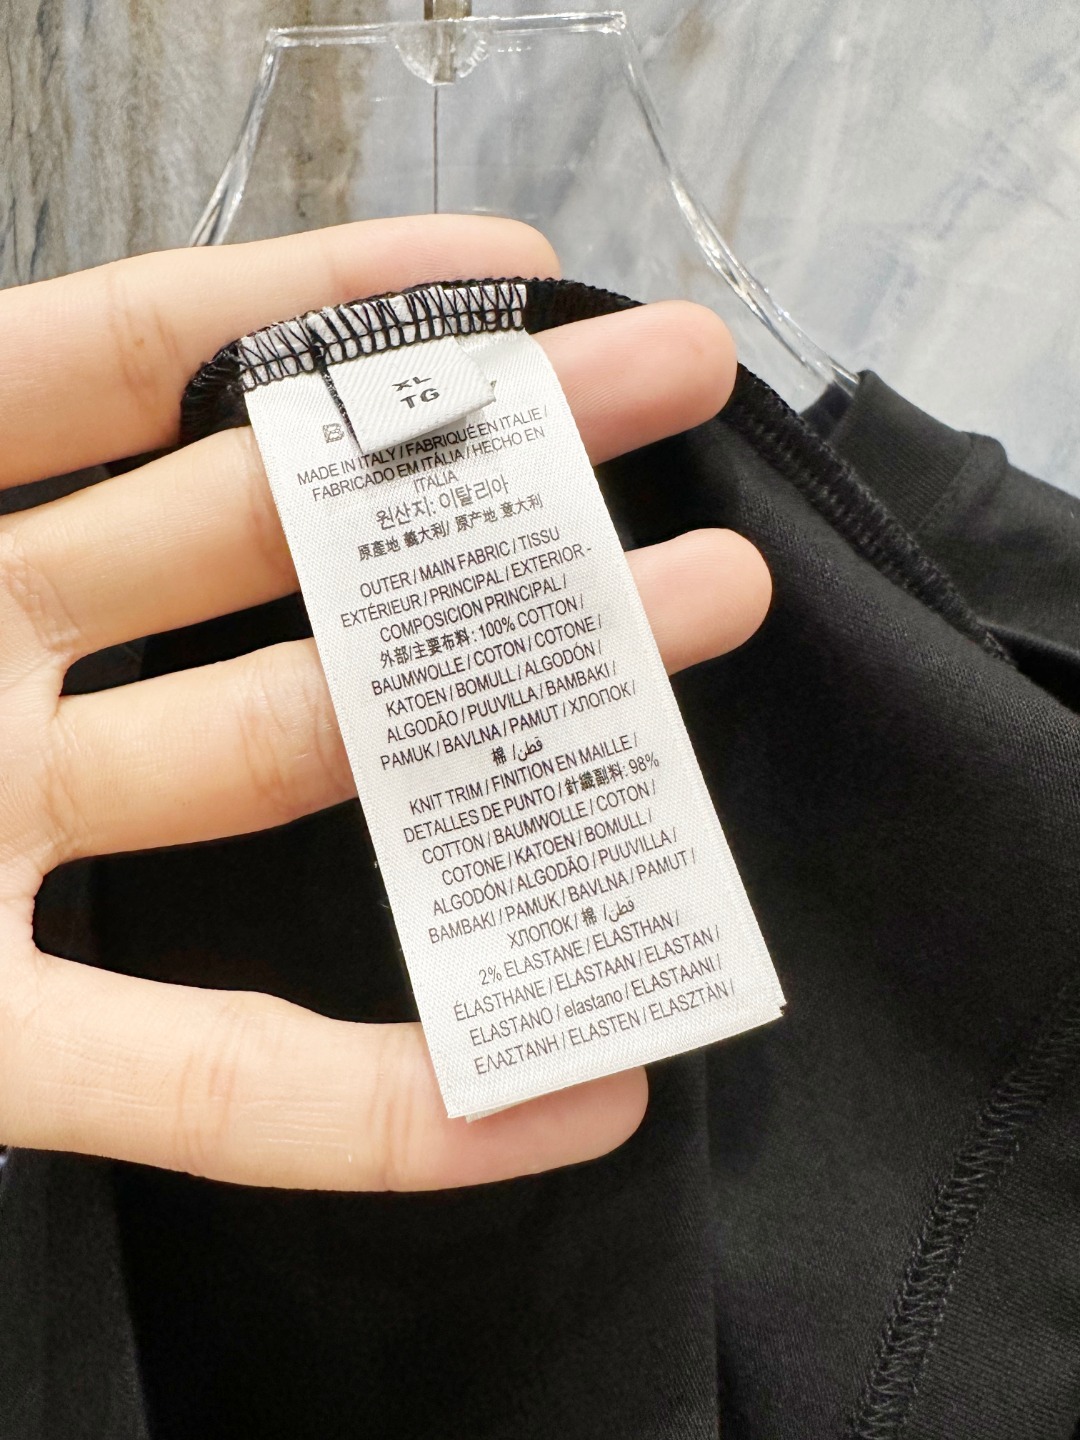 XL
TG
B
MADE IN ITALY / FABRIQUÉ EN ITALIE /
FABRICADO EM ITÁLIA / HECHO EN
ITALIA
원산지: 이탈리아
原產地 義大利/ 原产地 意大利
OUTER / MAIN FABRIC / TISSU
EXTÉRIEUR / PRINCIPAL / EXTERIOR -
COMPOSICION PRINCIPAL /
外部/主要布料: 100% COTTON /
BAUMWOLLE / COTON / COTONE /
KATOEN / BOMULL / ALGODÓN /
ALGODÃO / PUUVILLA / BAMBAKI /
PAMUK / BAVLNA / PAMUT / ХЛОПОК /
棉 /قطن
KNIT TRIM / FINITION EN MAILLE /
DETALLES DE PUNTO / 針織副料: 98%
COTTON / BAUMWOLLE / COTON /
COTONE / KATOEN / BOMULL /
ALGODÓN / ALGODÃO / PUUVILLA /
BAMBAKI / PAMUK / BAVLNA / PAMUT /
ХЛОПОК / 棉 /قطن
2% ELASTANE / ELASTHAN /
ÉLASTHANE / ELASTAAN / ELASTAN /
ELASTANO / elastano / ELASTAANI /
ΕΛΑΣΤΑΝΗ / ELASTEN / ELASZTÁN /